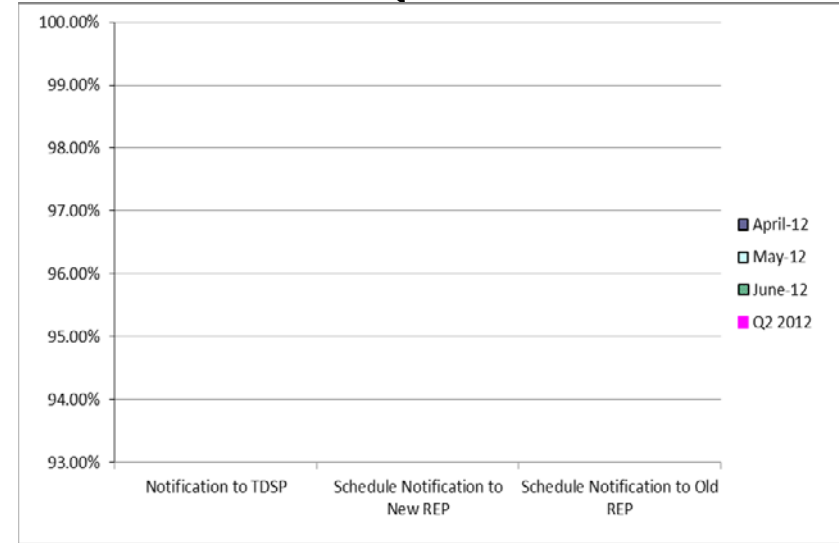 100.00%
99.00%
98.00%
97.00%
96.00%
95.00%
94.00%
93.00%
Notification to TDSP
Schedule Notification to
New REP
Schedule Notification to Old
REP
April-12
May-12
June-12
Q2 2012